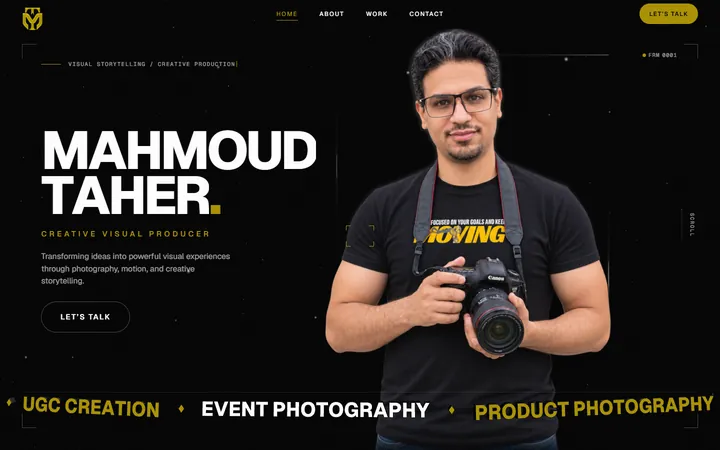 HOME ABOUT WORK CONTACT LET'S TALK
VISUAL STORYTELLING / CREATIVE PRODUCTION
FRM 0001
MAHMOUD
TAHER.
CREATIVE VISUAL PRODUCER
Transforming ideas into powerful visual experiences
through photography, motion, and creative
storytelling.
LET'S TALK
FOCUSED ON YOUR GOALS AND KEEP
MOVING
Canon
SCROLL
UGC CREATION ♦ EVENT PHOTOGRAPHY ♦ PRODUCT PHOTOGRAPHY